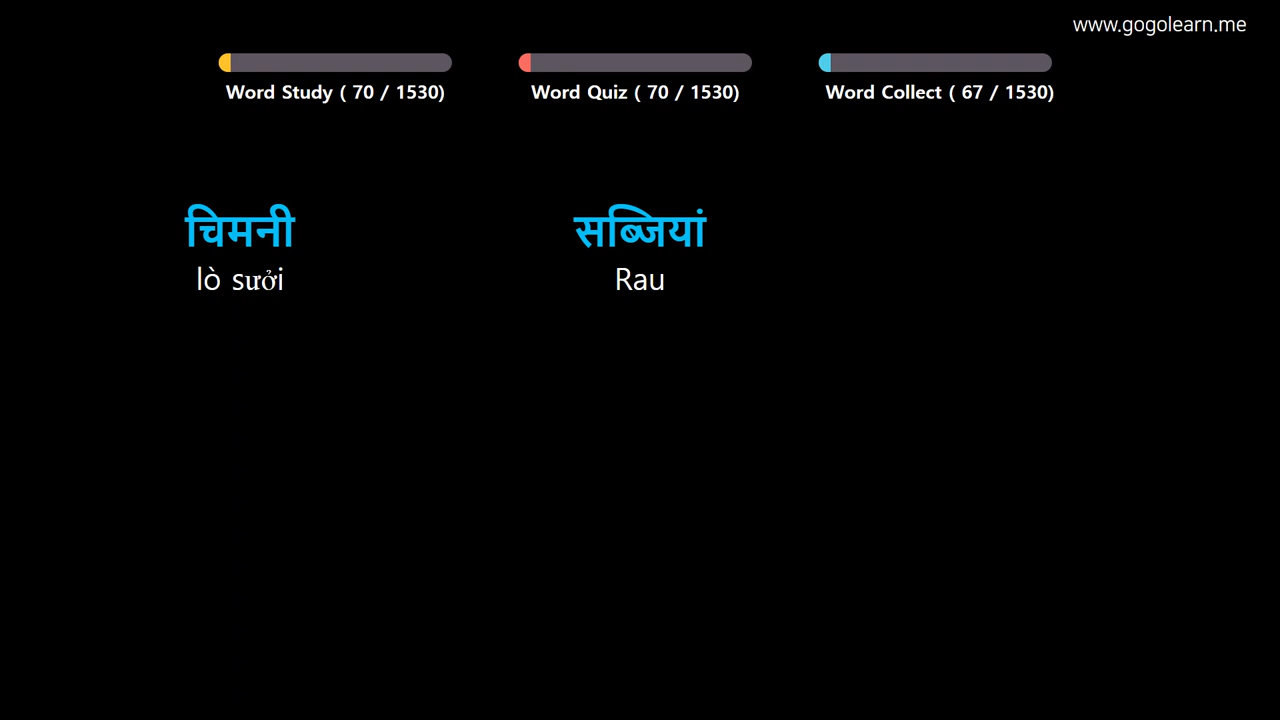 www.gogolearn.me
Word Study ( 70 / 1530)
Word Quiz ( 70 / 1530)
Word Collect ( 67 / 1530)
चिमनी
lò sưởi
सब्जियां
Rau